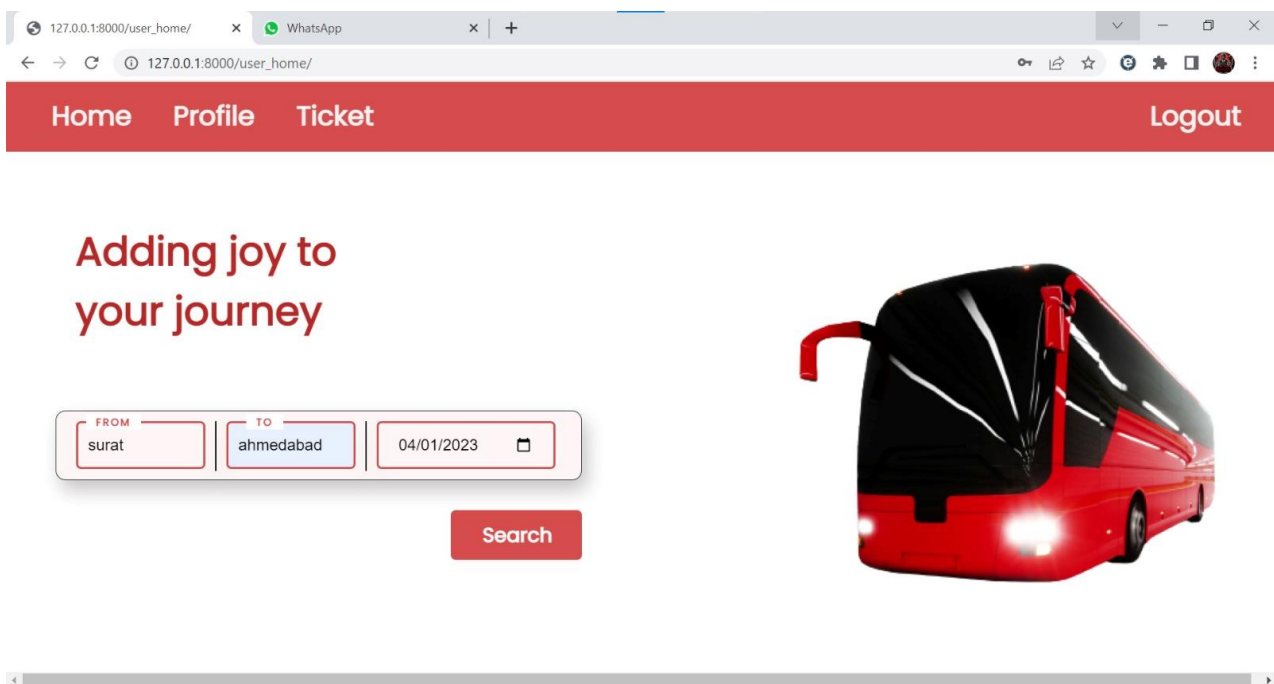 127.0.0.1:8000/user_home/ WhatsApp
127.0.0.1:8000/user_home/
Home Profile Ticket Logout
Adding joy to
your journey
FROM TO
surat ahmedabad 04/01/2023
Search